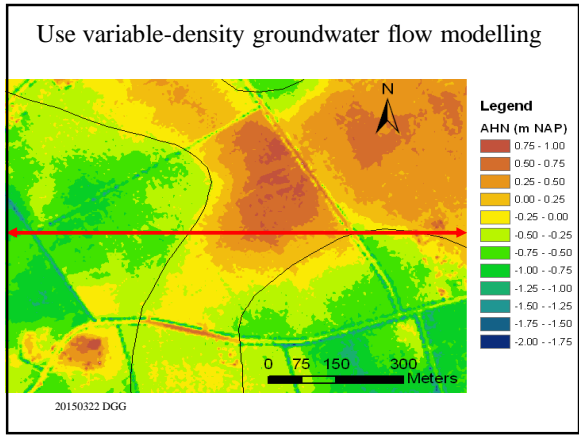 Use variable-density groundwater flow modelling
N
Legend
AHN (m NAP)
0.75 - 1.00
0.50 - 0.75
0.25 - 0.50
0.00 - 0.25
-0.25 - 0.00
-0.50 - -0.25
-0.75 - -0.50
-1.00 - -0.75
-1.25 - -1.00
-1.50 - -1.25
-1.75 - -1.50
-2.00 - -1.75
0 75 150 300
Meters
20150322 DGG